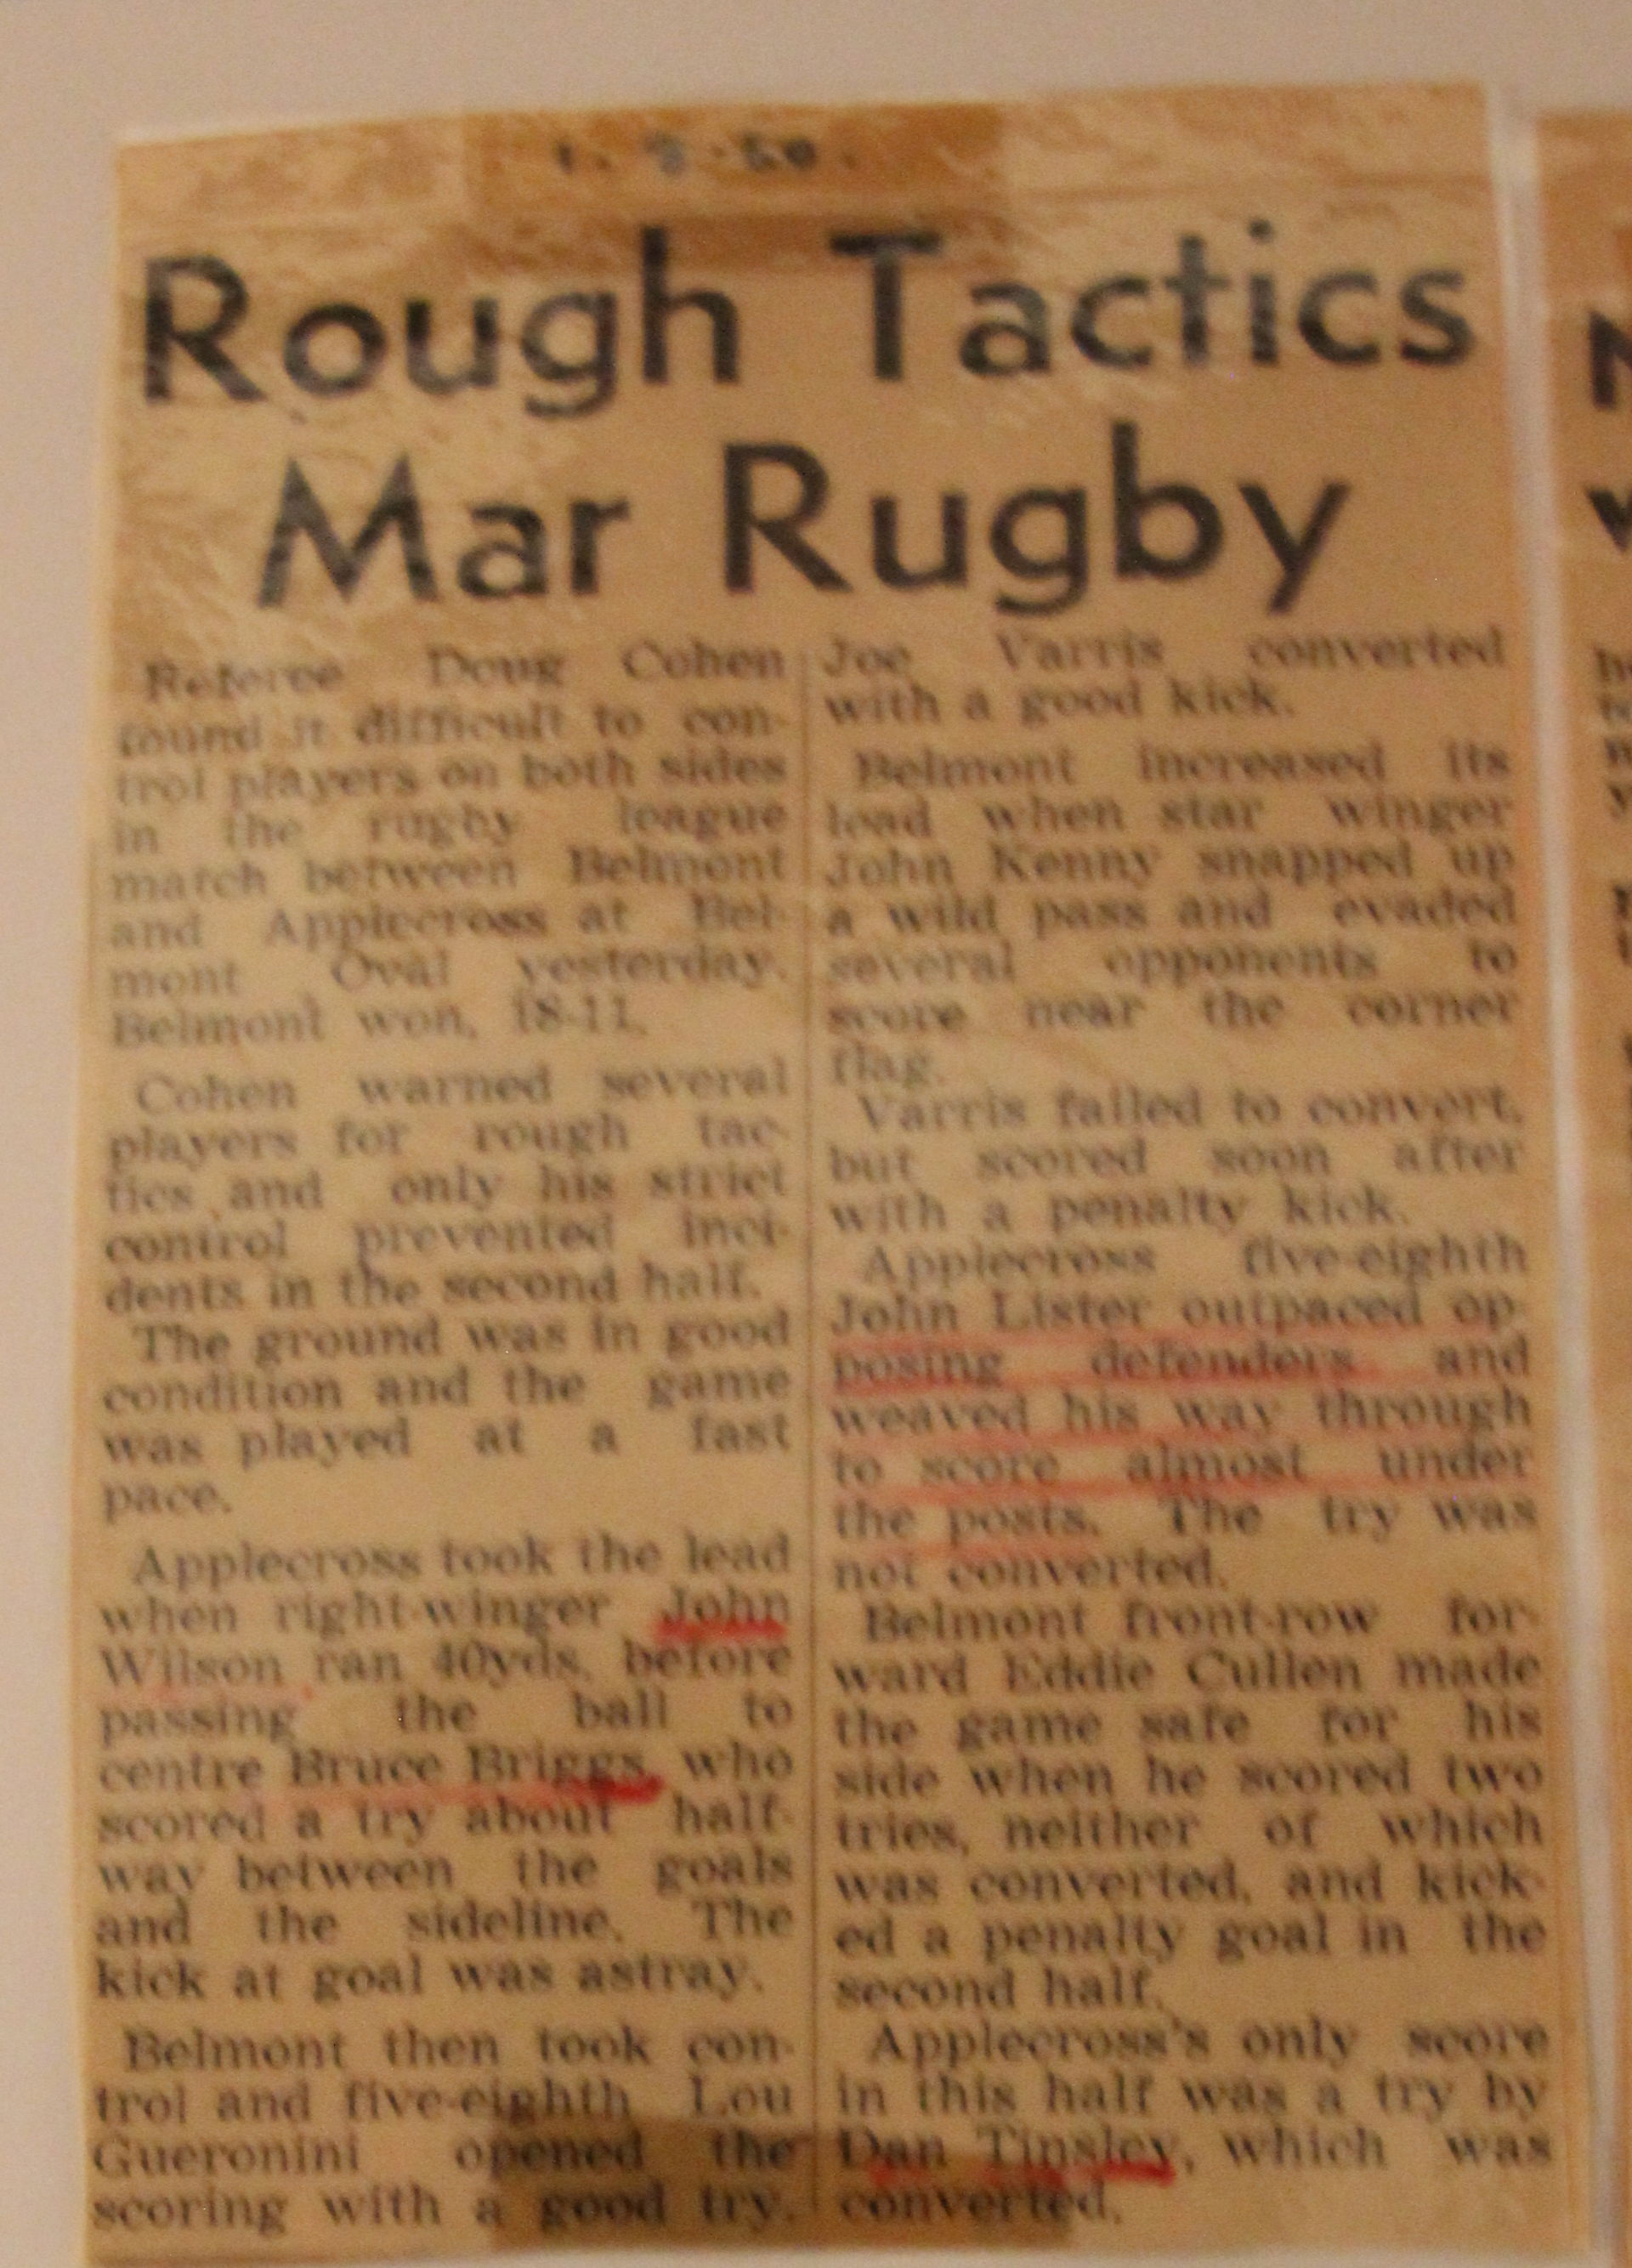 Rough Tactics
Mar Rugby
Referee Doug Cohen
found it difficult to con-
trol players on both sides
in the rugby league
match between Belmont
and Applecross at Bel-
mont Oval yesterday.
Belmont won, 18-11.
Cohen warned several
players for rough tac-
tics and only his strict
control prevented inci-
dents in the second half.
The ground was in good
condition and the game
was played at a fast
pace.
Applecross took the lead
when right-winger John
Wilson ran 40yds. before
passing the ball to
centre Bruce Briggs, who
scored a try about half-
way between the goals
and the sideline. The
kick at goal was astray.
Belmont then took con-
trol and five-eighth Lou
Gueronini opened the
scoring with a good try.
Joe Varris converted
with a good kick.
Belmont increased its
lead when star winger
John Kenny snapped up
a wild pass and evaded
several opponents to
score near the corner
flag.
Varris failed to convert,
but scored soon after
with a penalty kick.
Applecross five-eighth
John Lister outpaced op-
posing defenders and
weaved his way through
to score almost under
the posts. The try was
not converted.
Belmont front-row for-
ward Eddie Cullen made
the game safe for his
side when he scored two
tries, neither of which
was converted, and kick-
ed a penalty goal in the
second half.
Applecross's only score
in this half was a try by
Dan Tinsley, which was
converted.